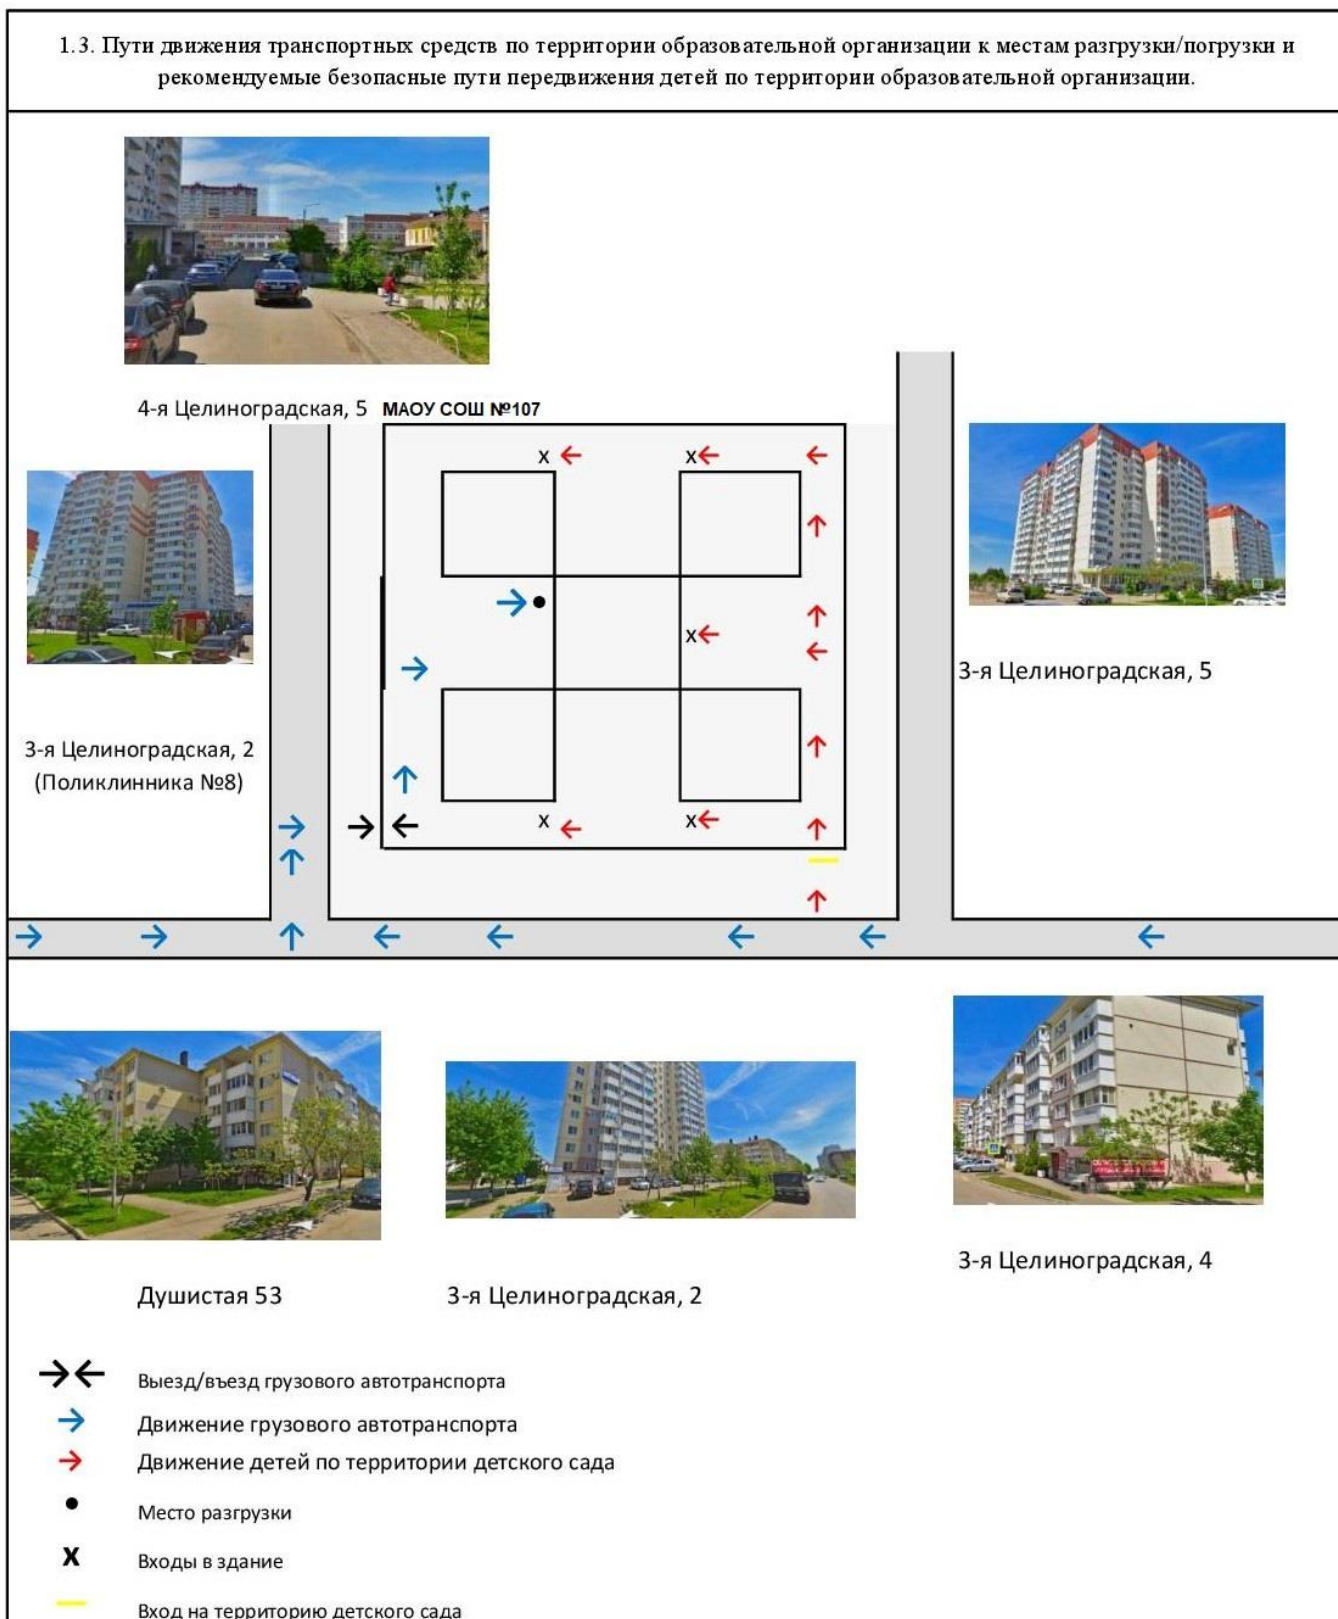 1.3. Пути движения транспортных средств по территории образовательной организации к местам разгрузки/погрузки и
рекомендуемые безопасные пути передвижения детей по территории образовательной организации.
4-я Целиноградская, 5 МАОУ СОШ №107
х
х
х
3-я Целиноградская, 5
3-я Целиноградская, 2
(Поликлинника №8)
х
х
3-я Целиноградская, 4
Душистая 53
3-я Целиноградская, 2
Выезд/въезд грузового автотранспорта
Движение грузового автотранспорта
Движение детей по территории детского сада
Место разгрузки
х Входы в здание
Вход на территорию детского сада